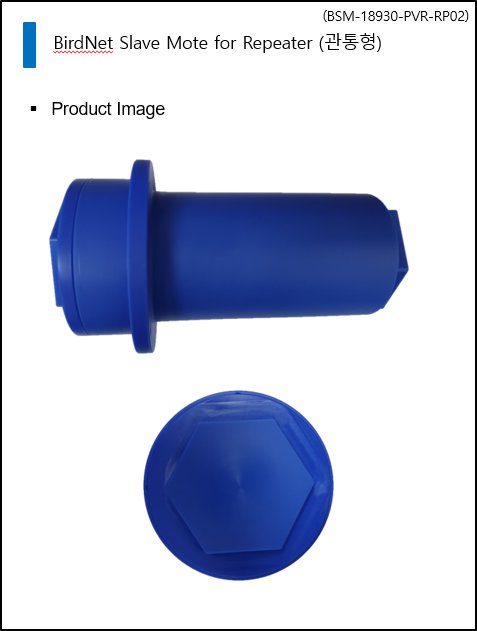 (BSM-18930-PVR-RP02)
BirdNet Slave Mote for Repeater (관통형)
▪ Product Image